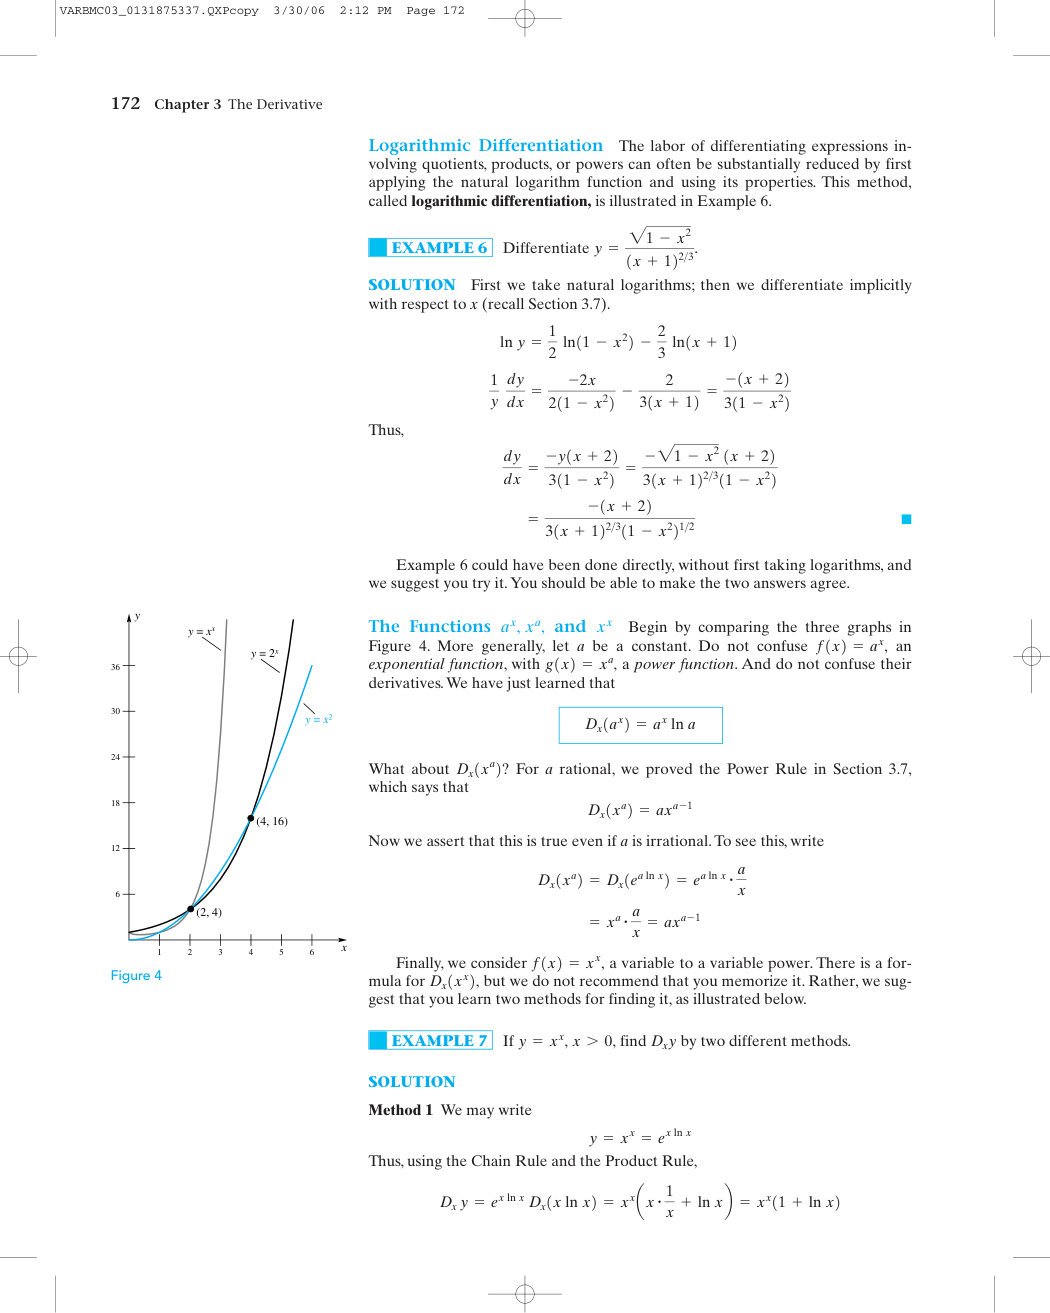 VARBMC03_0131875337.QXPcopy 3/30/06 2:12 PM Page 172
172 Chapter 3 The Derivative
Logarithmic Differentiation The labor of differentiating expressions in-
volving quotients, products, or powers can often be substantially reduced by first
applying the natural logarithm function and using its properties. This method,
called logarithmic differentiation, is illustrated in Example 6.
EXAMPLE 6 Differentiate y = √(1 − x²) / (x + 1)^(2/3).
SOLUTION First we take natural logarithms; then we differentiate implicitly
with respect to x (recall Section 3.7).
ln y = 1/2 ln(1 − x²) − 2/3 ln(x + 1)
1/y dy/dx = −2x / 2(1 − x²) − 2 / 3(x + 1) = −(x + 2) / 3(1 − x²)
Thus,
dy/dx = −y(x + 2) / 3(1 − x²) = −√(1 − x²) (x + 2) / 3(x + 1)^(2/3)(1 − x²)
= −(x + 2) / 3(x + 1)^(2/3)(1 − x²)^(1/2)
Example 6 could have been done directly, without first taking logarithms, and
we suggest you try it. You should be able to make the two answers agree.
The Functions a^x, x^a, and x^x Begin by comparing the three graphs in
Figure 4. More generally, let a be a constant. Do not confuse f(x) = a^x, an
exponential function, with g(x) = x^a, a power function. And do not confuse their
derivatives. We have just learned that
D_x(a^x) = a^x ln a
What about D_x(x^a)? For a rational, we proved the Power Rule in Section 3.7,
which says that
D_x(x^a) = ax^(a−1)
Now we assert that this is true even if a is irrational. To see this, write
D_x(x^a) = D_x(e^(a ln x)) = e^(a ln x) · a/x
= x^a · a/x = ax^(a−1)
Finally, we consider f(x) = x^x, a variable to a variable power. There is a for-
mula for D_x(x^x), but we do not recommend that you memorize it. Rather, we sug-
gest that you learn two methods for finding it, as illustrated below.
EXAMPLE 7 If y = x^x, x > 0, find D_x y by two different methods.
SOLUTION
Method 1 We may write
y = x^x = e^(x ln x)
Thus, using the Chain Rule and the Product Rule,
D_x y = e^(x ln x) D_x(x ln x) = x^x(x · 1/x + ln x) = x^x(1 + ln x)
y
y = x^x
y = 2^x
y = x²
36
30
24
18
12
6
(4, 16)
(2, 4)
1 2 3 4 5 6 x
Figure 4